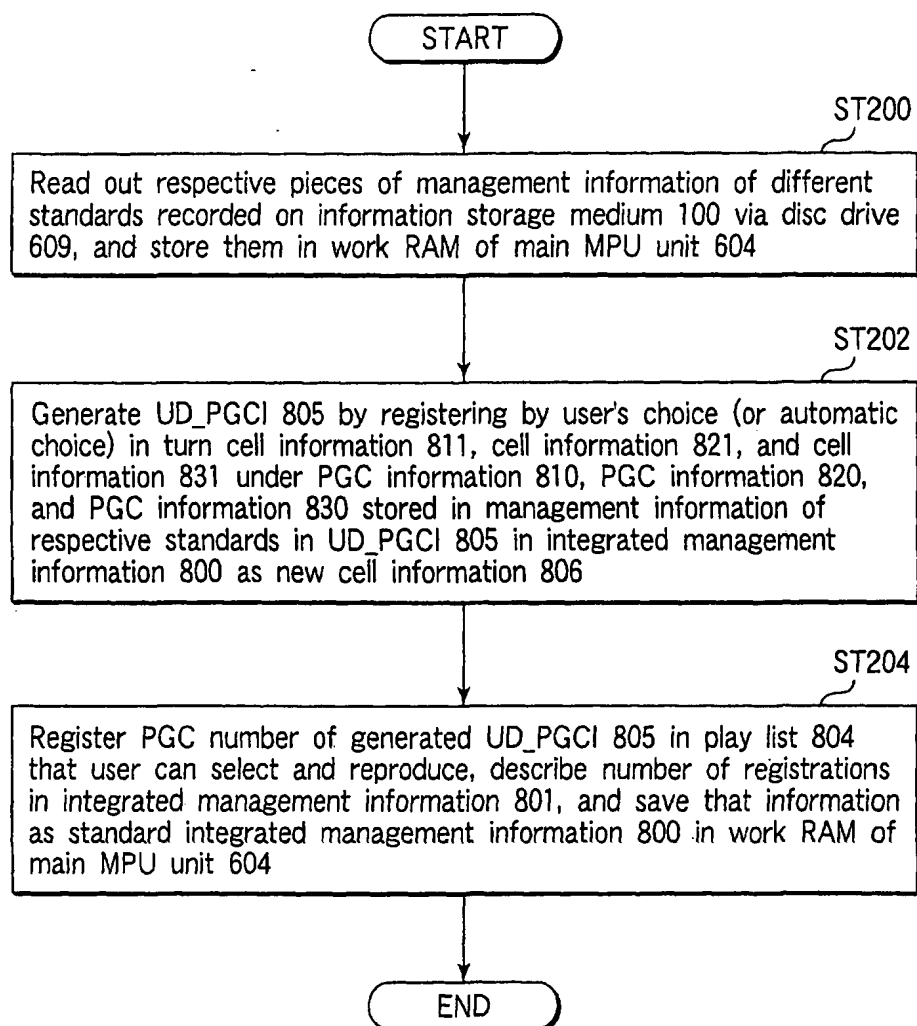 START
ST200
Read out respective pieces of management information of different
standards recorded on information storage medium 100 via disc drive
609, and store them in work RAM of main MPU unit 604
ST202
Generate UD_PGCI 805 by registering by user's choice (or automatic
choice) in turn cell information 811, cell information 821, and cell
information 831 under PGC information 810, PGC information 820,
and PGC information 830 stored in management information of
respective standards in UD_PGCI 805 in integrated management
information 800 as new cell information 806
ST204
Register PGC number of generated UD_PGCI 805 in play list 804
that user can select and reproduce, describe number of registrations
in integrated management information 801, and save that information
as standard integrated management information 800 in work RAM of
main MPU unit 604
END